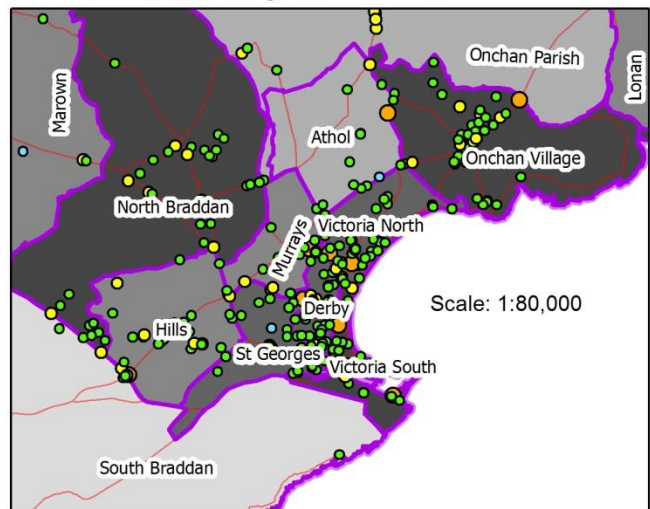 Onchan Parish
Lonan
Marown
Athol
Onchan Village
North Braddan
Victoria North
Murrays
Scale: 1:80,000
Derby
Hills
St Georges
Victoria South
South Braddan